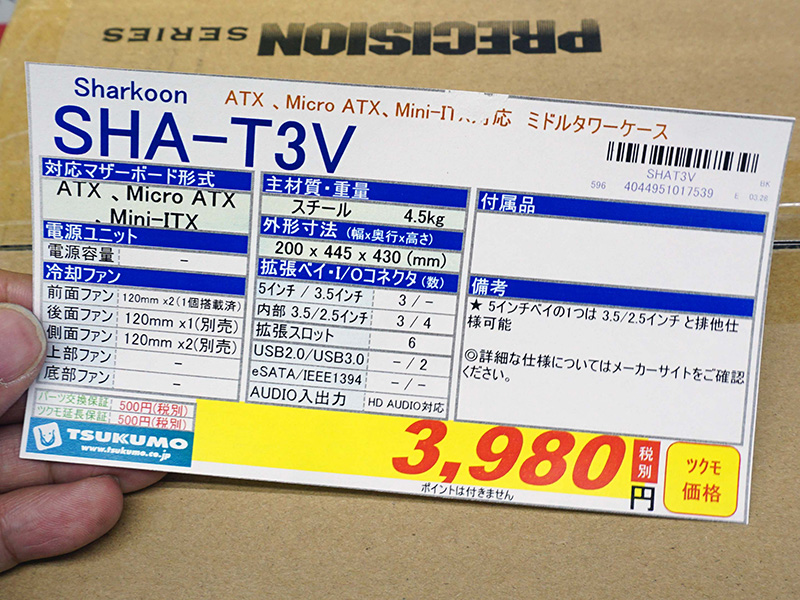 PRECISION SERIES
Sharkoon
ATX 、Micro ATX、Mini-ITX対応 ミドルタワーケース
SHA-T3V
SHAT3V
596 4044951017539 E 03,28
BK
対応マザーボード形式
ATX 、Micro ATX
、Mini-ITX
電源ユニット
電源容量 -
冷却ファン
前面ファン 120mm x2(1個搭載済)
後面ファン 120mm x1(別売)
側面ファン 120mm x2(別売)
上部ファン -
底部ファン -
パーツ交換保証 500円(税別)
ツクモ延長保証 500円(税別)
主材質・重量
スチール 4.5kg
外形寸法 (幅x奥行x高さ)
200 x 445 x 430 (mm)
拡張ベイ・I/Oコネクタ (数)
5インチ / 3.5インチ 3 / -
内部 3.5/2.5インチ 3 / 4
拡張スロット 6
USB2.0/USB3.0 - / 2
eSATA/IEEE1394 - / -
AUDIO入出力 HD AUDIO対応
付属品
備考
★ 5インチベイの1つは 3.5/2.5インチ と排他仕
様可能
◎詳細な仕様についてはメーカーサイトをご確認
ください。
TSUKUMO
www.tsukumo.co.jp
3,980 税別 円
ポイントは付きません
ツクモ
価格